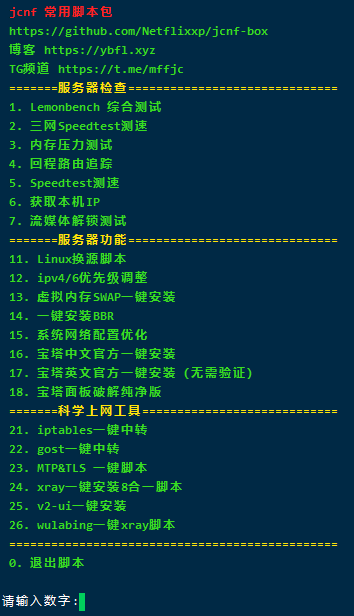 jcnf 常用脚本包
https://github.com/Netflixxp/jcnf-box
博客 https://ybfl.xyz
TG频道 https://t.me/mffjc
=======服务器检查==============================
1. Lemonbench 综合测试
2. 三网Speedtest测速
3. 内存压力测试
4. 回程路由追踪
5. Speedtest测速
6. 获取本机IP
7. 流媒体解锁测试
=======服务器功能==============================
11. Linux换源脚本
12. ipv4/6优先级调整
13. 虚拟内存SWAP一键安装
14. 一键安装BBR
15. 系统网络配置优化
16. 宝塔中文官方一键安装
17. 宝塔英文官方一键安装 (无需验证)
18. 宝塔面板破解纯净版
=======科学上网工具============================
21. iptables一键中转
22. gost一键中转
23. MTP&TLS 一键脚本
24. xray一键安装8合一脚本
25. v2-ui一键安装
26. wulabing一键xray脚本
===============================================
0. 退出脚本
请输入数字: